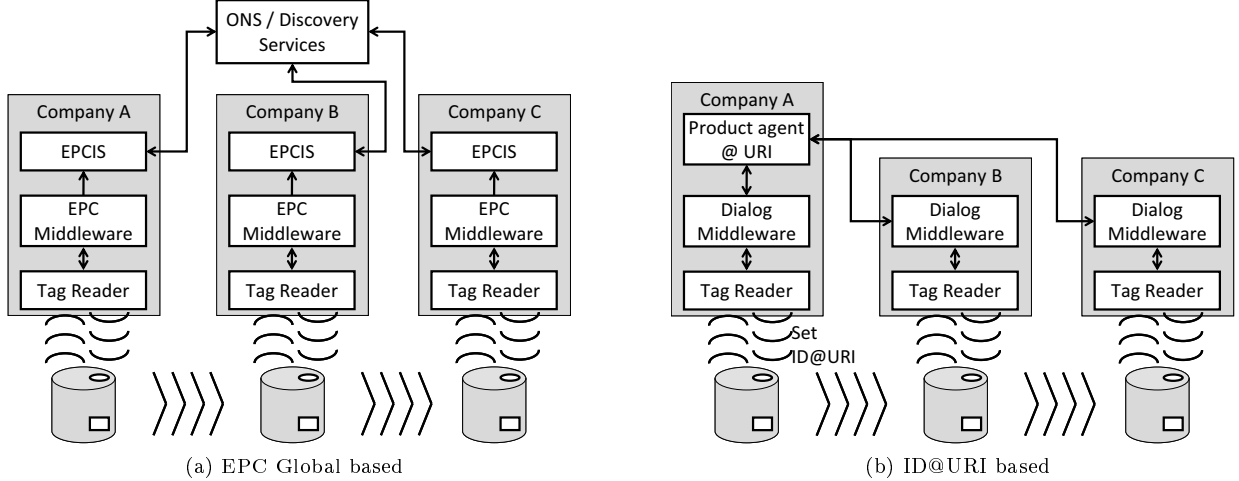 ONS / Discovery
Services
Company A
EPCIS
EPC
Middleware
Tag Reader
Company B
EPCIS
EPC
Middleware
Tag Reader
Company C
EPCIS
EPC
Middleware
Tag Reader
(a) EPC Global based
Company A
Product agent
@ URI
Dialog
Middleware
Tag Reader
Set
ID@URI
Company B
Dialog
Middleware
Tag Reader
Company C
Dialog
Middleware
Tag Reader
(b) ID@URI based